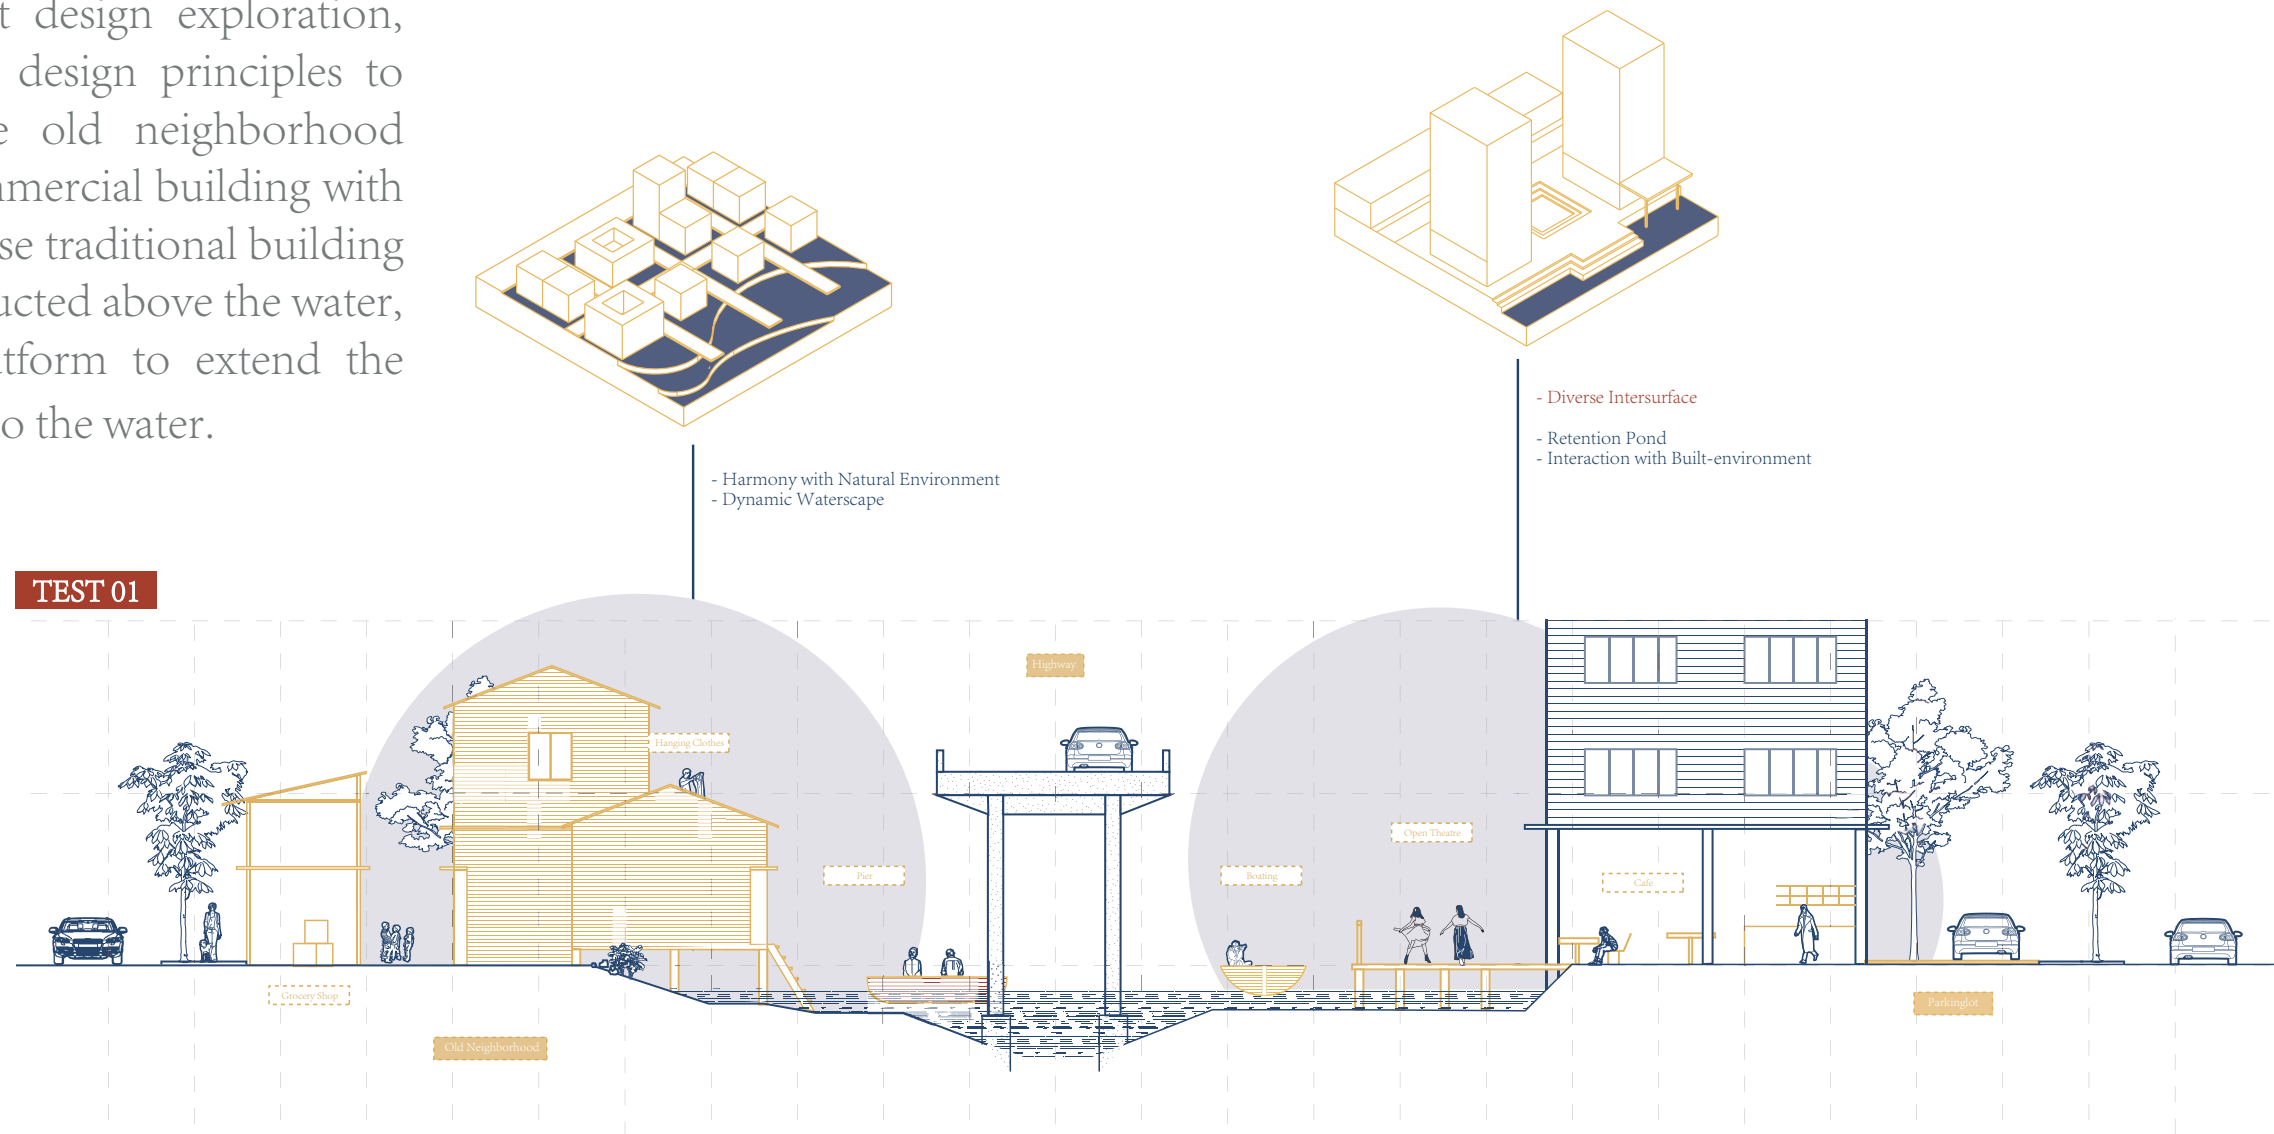 t design exploration,
design principles to
e old neighborhood
mmercial building with
se traditional building
ucted above the water,
tform to extend the
o the water.
- Diverse Intersurface
- Retention Pond
- Interaction with Built-environment
- Harmony with Natural Environment
- Dynamic Waterscape
TEST 01
Highway
Hanging Clothes
Open Theatre
Pier
Boating
Cafe
Grocery Shop
Parkinglot
Old Neighborhood